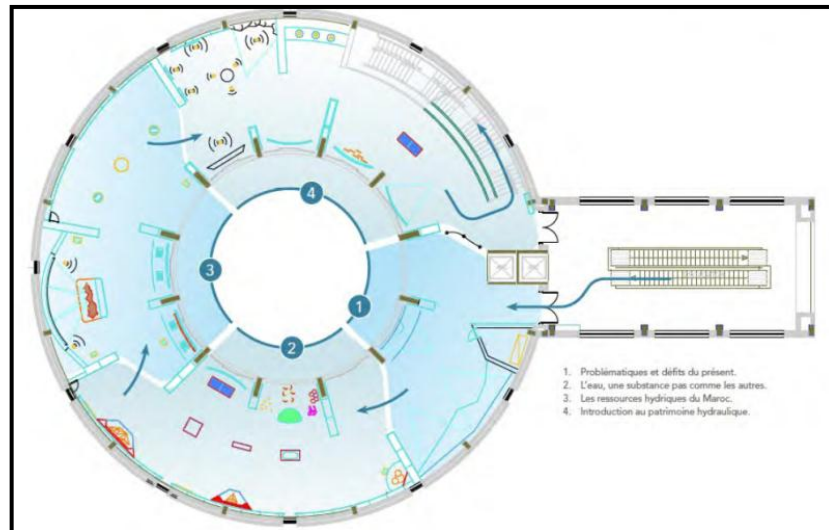 4
3
1
2
1. Problématiques et défits du présent.
2. L'eau, une substance pas comme les autres.
3. Les ressources hydriques du Maroc.
4. Introduction au patrimoine hydraulique.